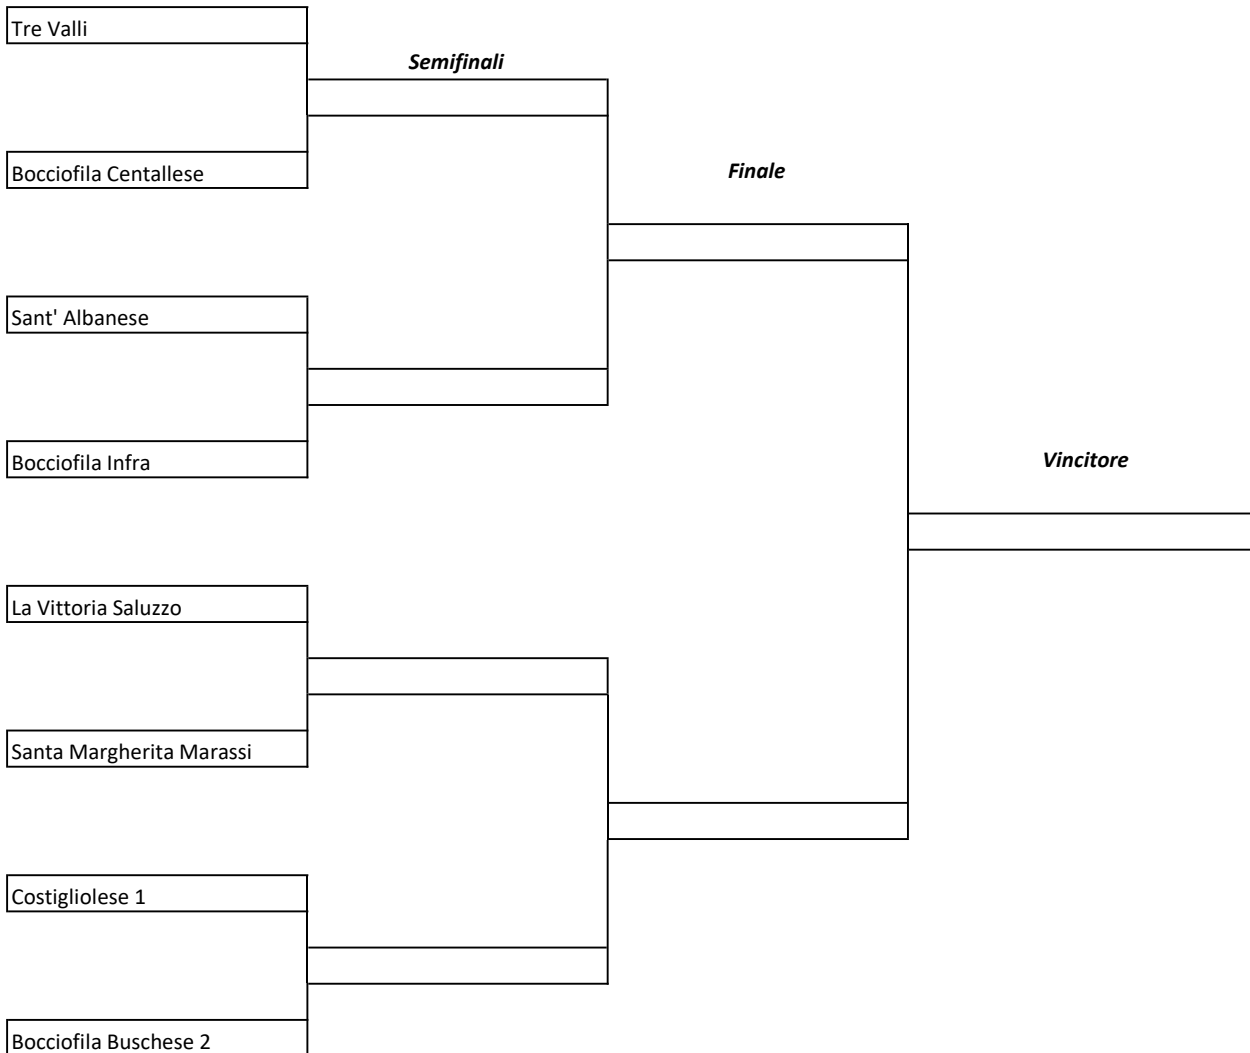 Tre Valli
Semifinali
Bocciofila Centallese
Finale
Sant' Albanese
Bocciofila Infra
Vincitore
La Vittoria Saluzzo
Santa Margherita Marassi
Costigliolese 1
Bocciofila Buschese 2